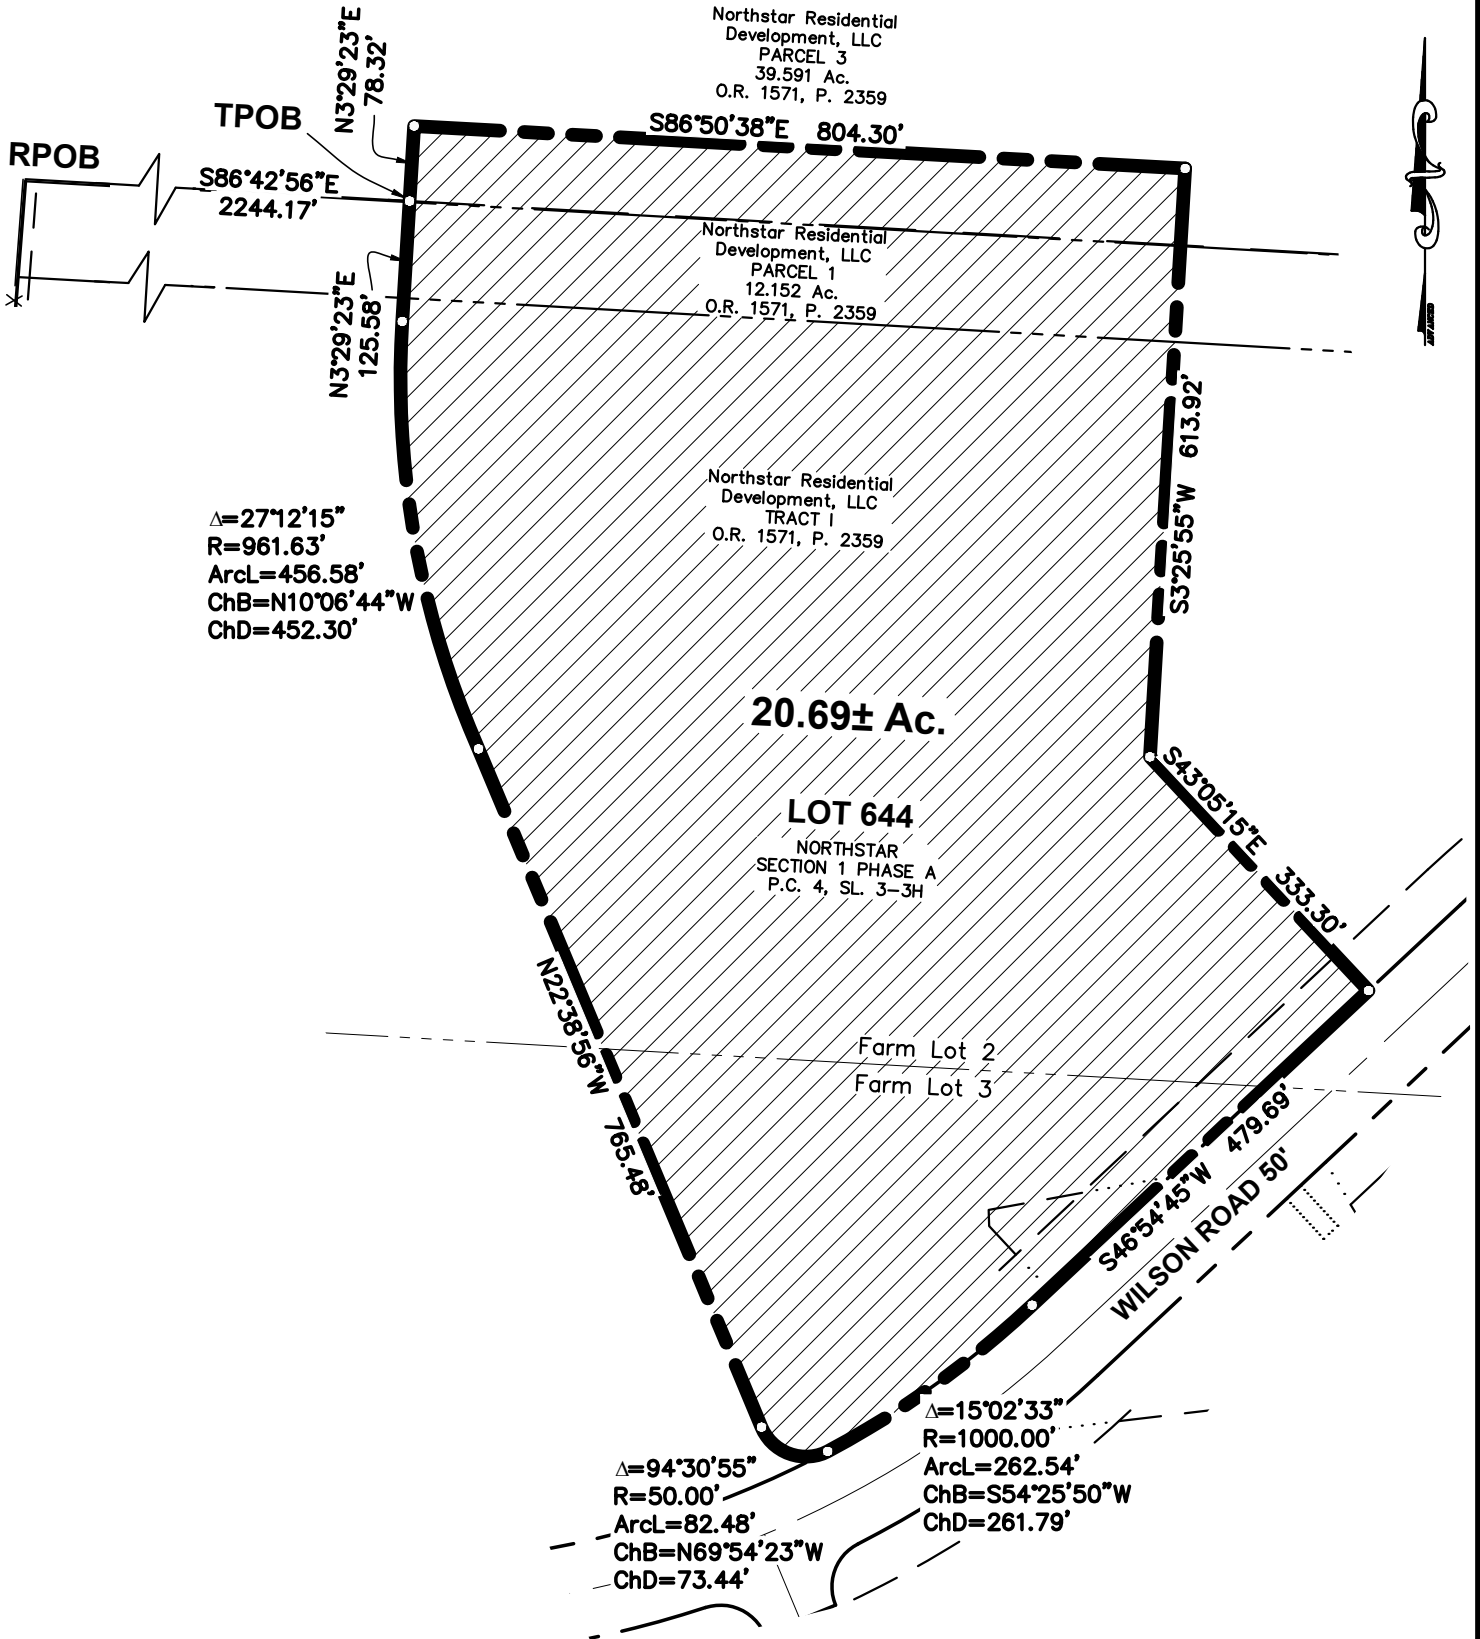 Northstar Residential
Development, LLC
PARCEL 3
39.591 Ac.
O.R. 1571, P. 2359
N3°29'23"E
78.32'
TPOB
RPOB
S86°50'38"E 804.30'
S86°42'56"E
2244.17'
Northstar Residential
Development, LLC
PARCEL 1
12.152 Ac.
O.R. 1571, P. 2359
N3°29'23"E
125.58'
ADVANCED
S3°25'55"W 613.92'
Northstar Residential
Development, LLC
TRACT I
O.R. 1571, P. 2359
Δ=27°12'15"
R=961.63'
ArcL=456.58'
ChB=N10°06'44"W
ChD=452.30'
20.69± Ac.
LOT 644
NORTHSTAR
SECTION 1 PHASE A
P.C. 4, SL. 3-3H
S43°05'15"E 333.30'
N22°38'56"W 765.48'
Farm Lot 2
Farm Lot 3
S46°54'45"W 479.69'
WILSON ROAD 50'
Δ=15°02'33"
R=1000.00'
ArcL=262.54'
ChB=S54°25'50"W
ChD=261.79'
Δ=94°30'55"
R=50.00'
ArcL=82.48'
ChB=N69°54'23"W
ChD=73.44'